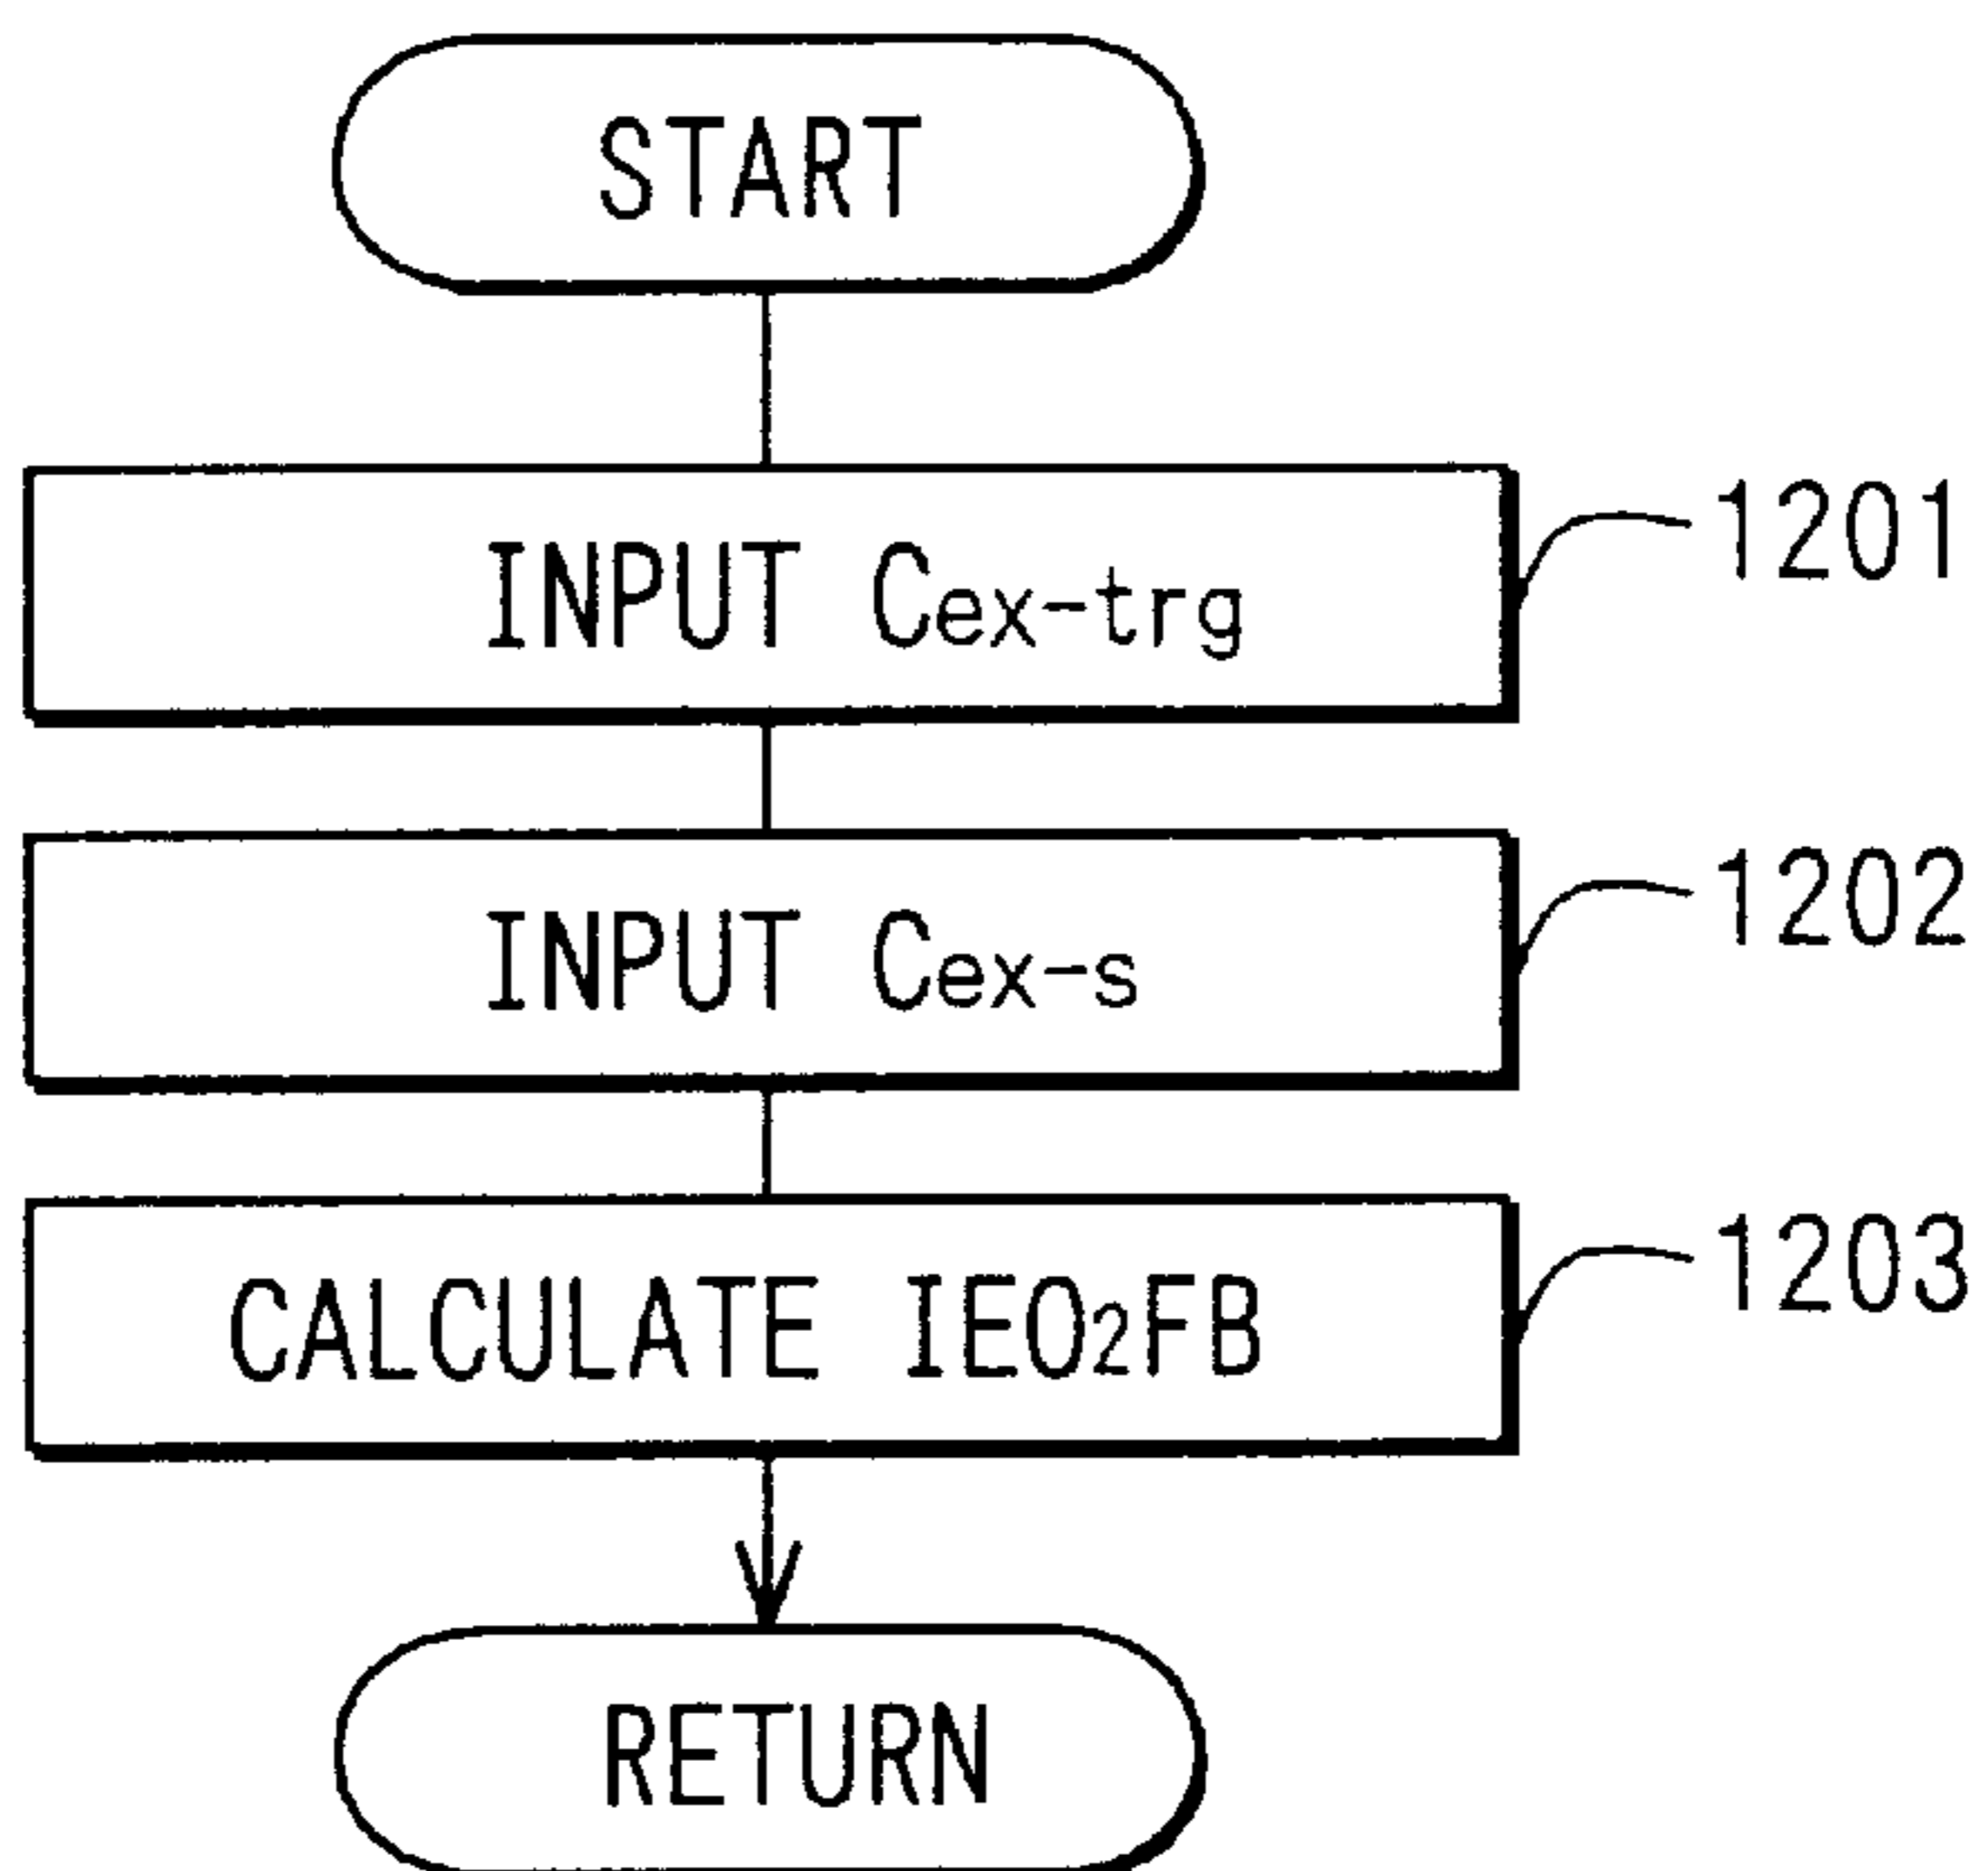 START
INPUT Cex-trg 1201
INPUT Cex-s 1202
CALCULATE IEO₂FB 1203
RETURN